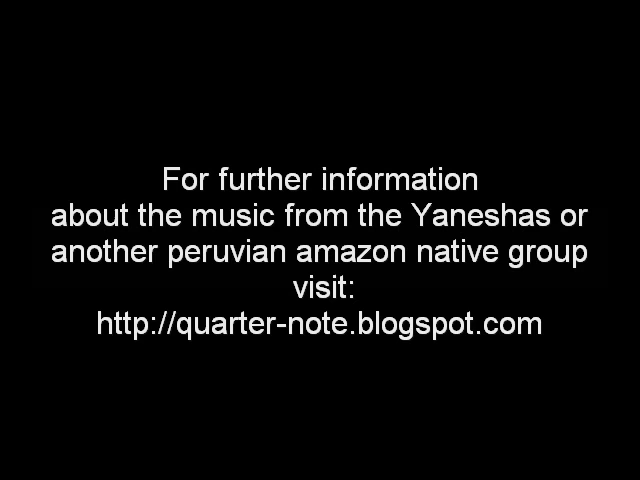 For further information
about the music from the Yaneshas or
another peruvian amazon native group
visit:
http://quarter-note.blogspot.com